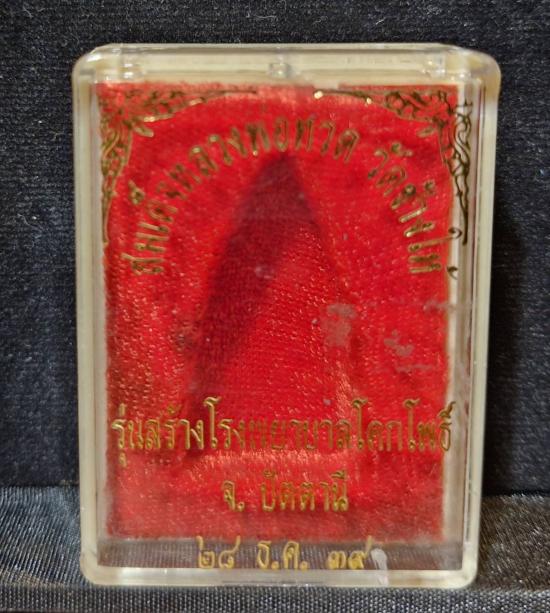 สมเด็จหลวงพ่อทวด วัดช้างให้
รุ่นสร้างโรงพยาบาลโคกโพธิ์
จ. ปัตตานี
๒๘ ธ.ค. ๓๙